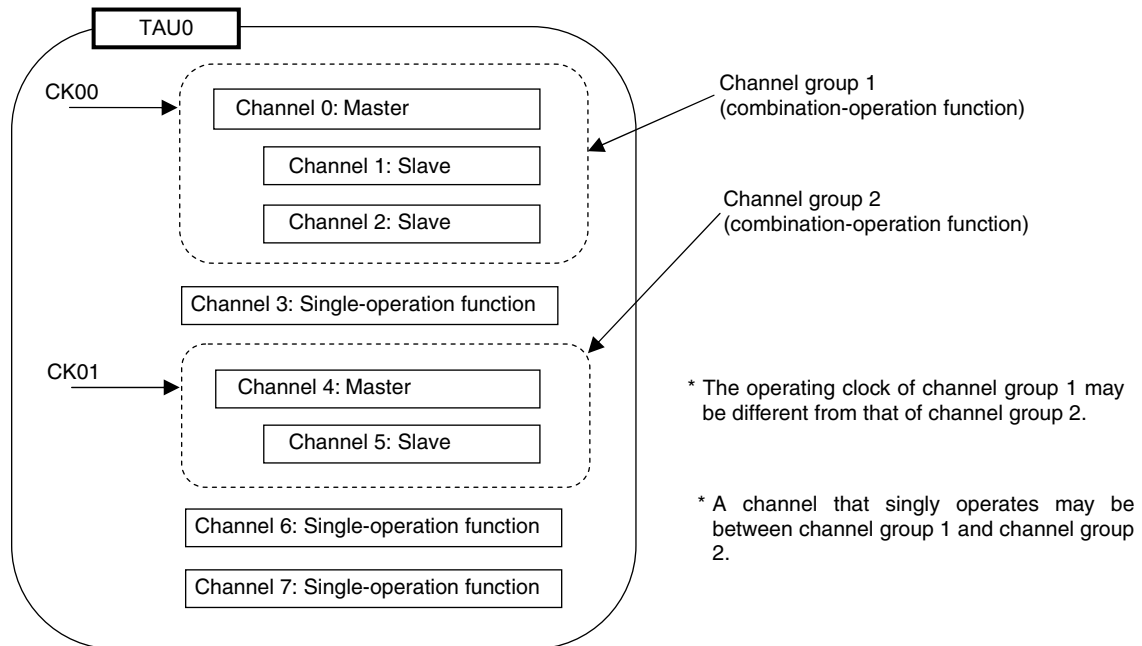 TAU0
CK00
Channel 0: Master
Channel 1: Slave
Channel 2: Slave
Channel group 1
(combination-operation function)
Channel group 2
(combination-operation function)
Channel 3: Single-operation function
CK01
Channel 4: Master
Channel 5: Slave
* The operating clock of channel group 1 may
be different from that of channel group 2.
Channel 6: Single-operation function
Channel 7: Single-operation function
* A channel that singly operates may be
between channel group 1 and channel group
2.